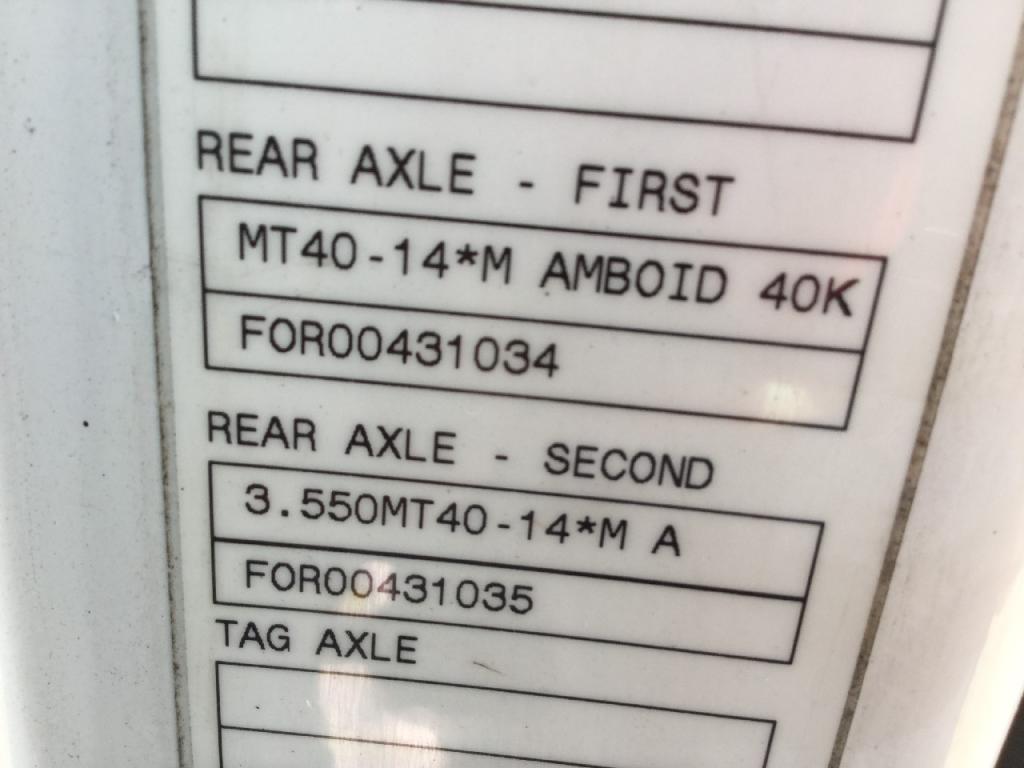 REAR AXLE - FIRST
MT40-14*M AMBOID 40K
FOR00431034
REAR AXLE - SECOND
3.550MT40-14*M A
FOR00431035
TAG AXLE